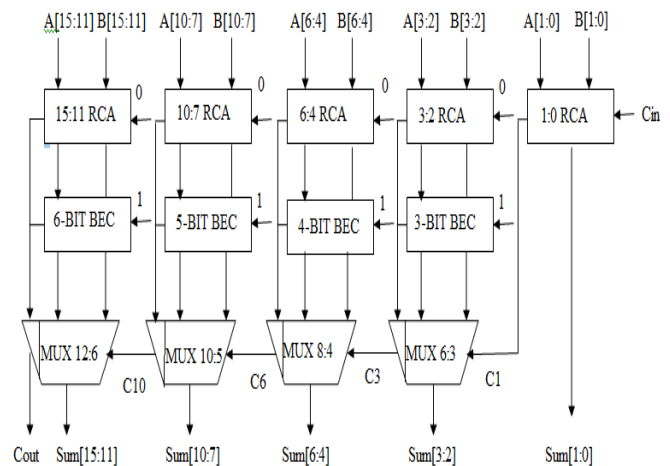 A[15:11] B[15:11] A[10:7] B[10:7] A[6:4] B[6:4] A[3:2] B[3:2] A[1:0] B[1:0]
0 0 0 0
15:11 RCA 10:7 RCA 6:4 RCA 3:2 RCA 1:0 RCA Cin
1 1 1 1
6-BIT BEC 5-BIT BEC 4-BIT BEC 3-BIT BEC
MUX 12:6 MUX 10:5 MUX 8:4 MUX 6:3
C10 C6 C3 C1
Cout Sum[15:11] Sum[10:7] Sum[6:4] Sum[3:2] Sum[1:0]